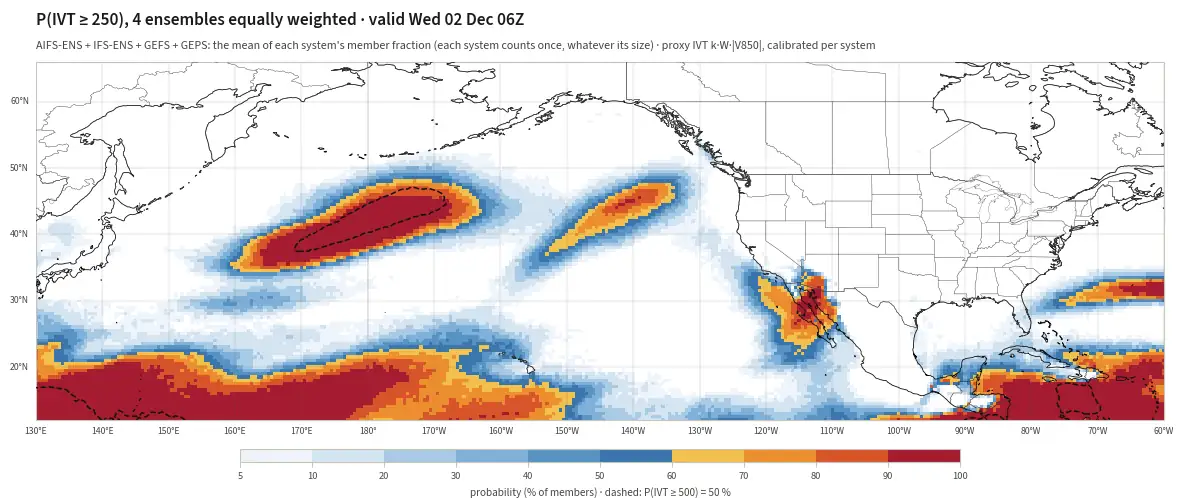 P(IVT ≥ 250), 4 ensembles equally weighted · valid Wed 02 Dec 06Z
AIFS-ENS + IFS-ENS + GEFS + GEPS: the mean of each system's member fraction (each system counts once, whatever its size) · proxy IVT k·W·|V850|, calibrated per system
60°N
50°N
40°N
30°N
20°N
130°E 140°E 150°E 160°E 170°E 180° 170°W 160°W 150°W 140°W 130°W 120°W 110°W 100°W 90°W 80°W 70°W 60°W
5 10 20 30 40 50 60 70 80 90 100
probability (% of members) · dashed: P(IVT ≥ 500) = 50 %